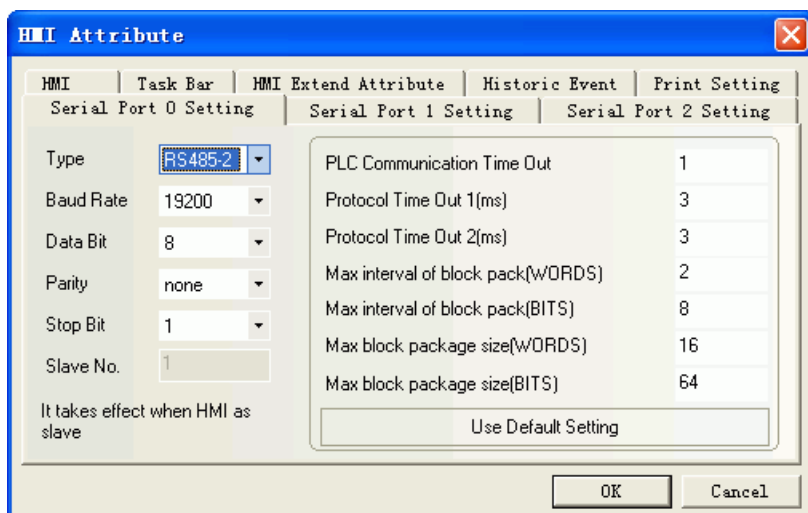 HMI Attribute
HMI
Task Bar
HMI Extend Attribute
Historic Event
Print Setting
Serial Port 0 Setting
Serial Port 1 Setting
Serial Port 2 Setting
Type RS485-2
Baud Rate 19200
Data Bit 8
Parity none
Stop Bit 1
Slave No. 1
It takes effect when HMI as
slave
PLC Communication Time Out 1
Protocol Time Out 1(ms) 3
Protocol Time Out 2(ms) 3
Max interval of block pack(WORDS) 2
Max interval of block pack(BITS) 8
Max block package size(WORDS) 16
Max block package size(BITS) 64
Use Default Setting
OK
Cancel